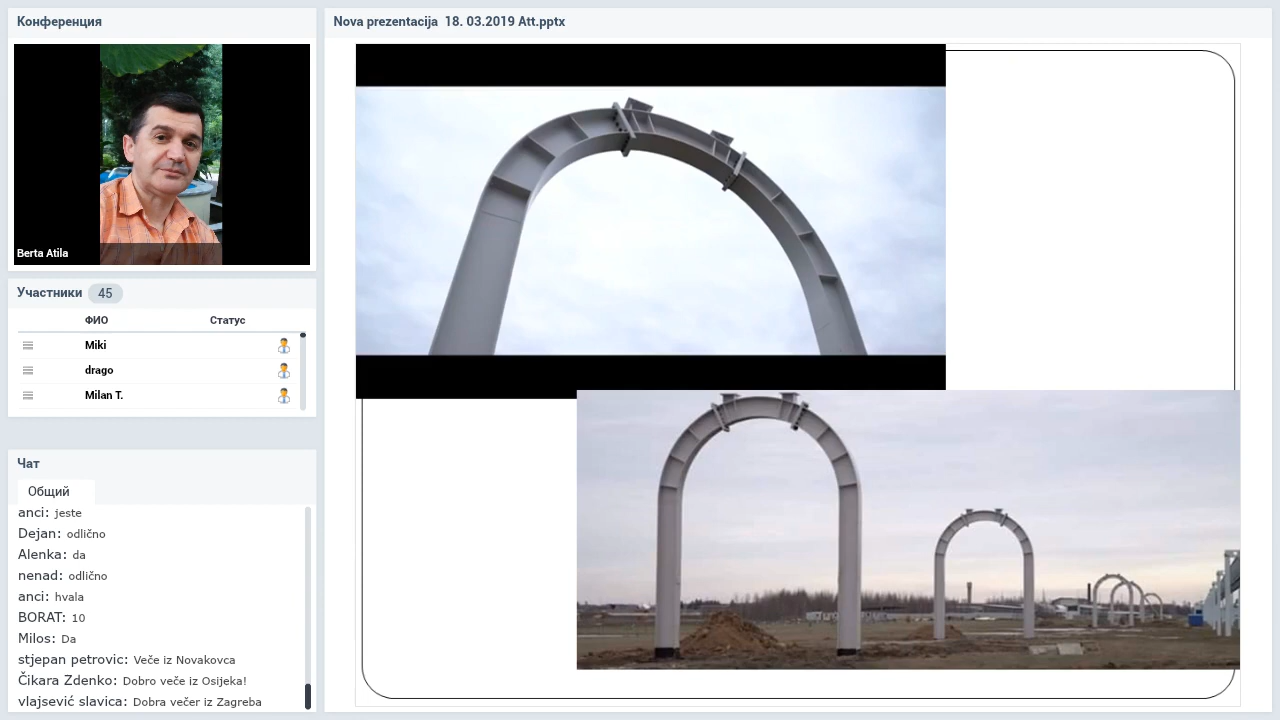 Конференция
Berta Atila
Участники 45
ФИО Статус
Miki
drago
Milan T.
Чат
Общий
anci: jeste
Dejan: odlično
Alenka: da
nenad: odlično
anci: hvala
BORAT: 10
Milos: Da
stjepan petrovic: Veče iz Novakovca
Čikara Zdenko: Dobro veče iz Osijeka!
vlajsević slavica: Dobra večer iz Zagreba
Nova prezentacija 18. 03.2019 Att.pptx